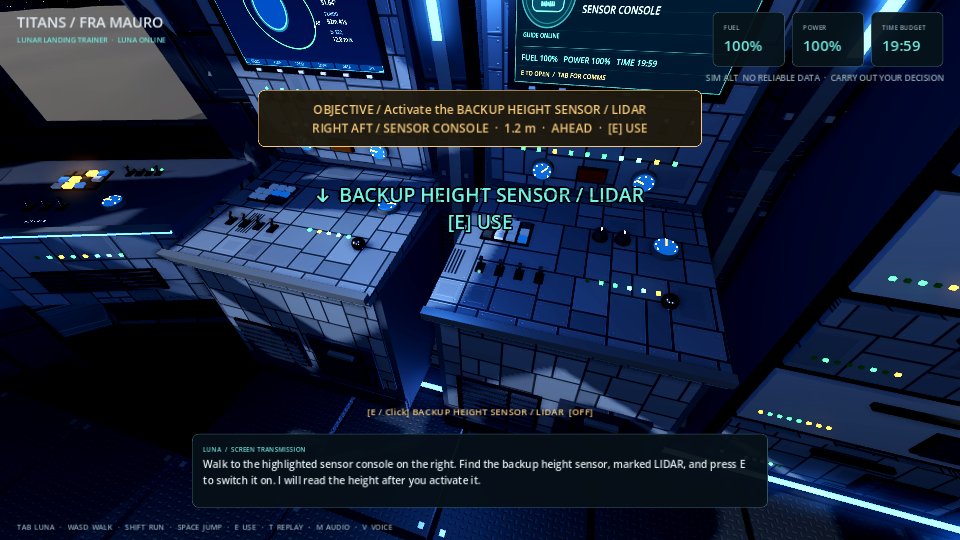 TITANS / FRA MAURO
LUNAR LANDING TRAINER · LUNA ONLINE
SENSOR CONSOLE
GUIDE ONLINE
FUEL 100% POWER 100% TIME 19:59
E TO OPEN / TAB FOR COMMS
FUEL
100%
POWER
100%
TIME BUDGET
19:59
SIM ALT NO RELIABLE DATA · CARRY OUT YOUR DECISION
OBJECTIVE / Activate the BACKUP HEIGHT SENSOR / LIDAR
RIGHT AFT / SENSOR CONSOLE · 1.2 m · AHEAD · [E] USE
↓ BACKUP HEIGHT SENSOR / LIDAR
[E] USE
[E / Click] BACKUP HEIGHT SENSOR / LIDAR [OFF]
LUNA / SCREEN TRANSMISSION
Walk to the highlighted sensor console on the right. Find the backup height sensor, marked LIDAR, and press E
to switch it on. I will read the height after you activate it.
TAB LUNA · WASD WALK · SHIFT RUN · SPACE JUMP · E USE · T REPLAY · M AUDIO · V VOICE